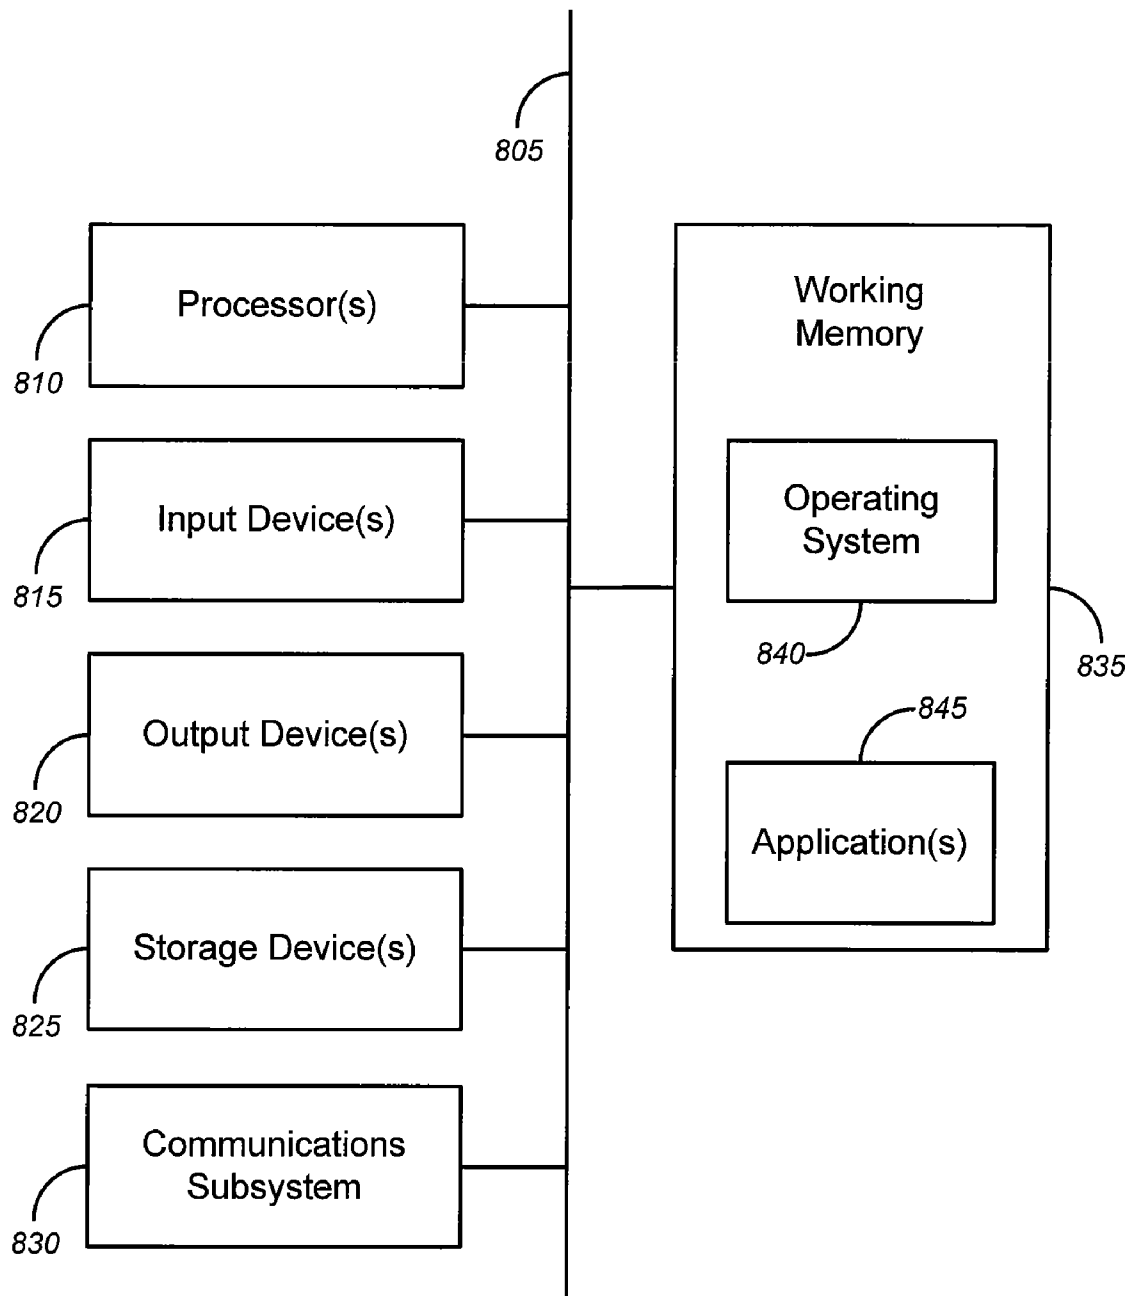 805
Processor(s)
810
Input Device(s)
815
Output Device(s)
820
Storage Device(s)
825
Communications
Subsystem
830
Working
Memory
Operating
System
840
835
845
Application(s)